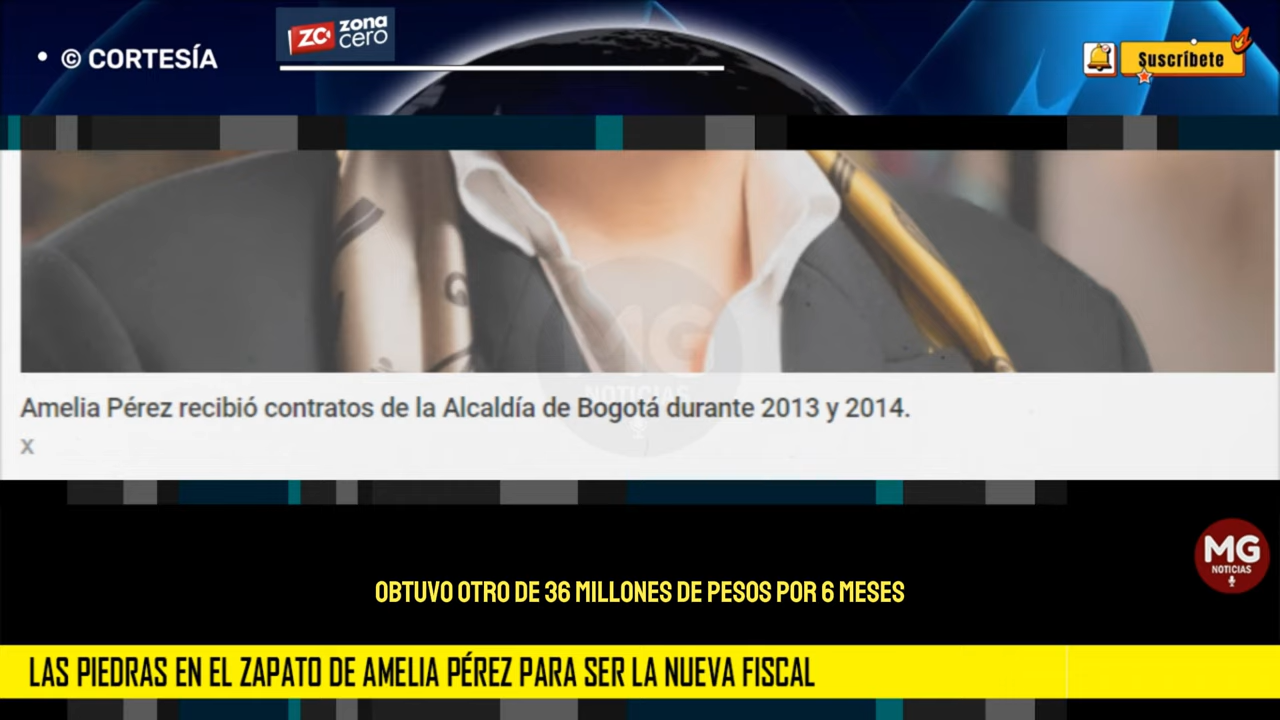 • © CORTESÍA
ZC zona cero
Suscríbete
MG
NOTICIAS
Amelia Pérez recibió contratos de la Alcaldía de Bogotá durante 2013 y 2014.
x
MG
NOTICIAS
OBTUVO OTRO DE 36 MILLONES DE PESOS POR 6 MESES
LAS PIEDRAS EN EL ZAPATO DE AMELIA PÉREZ PARA SER LA NUEVA FISCAL